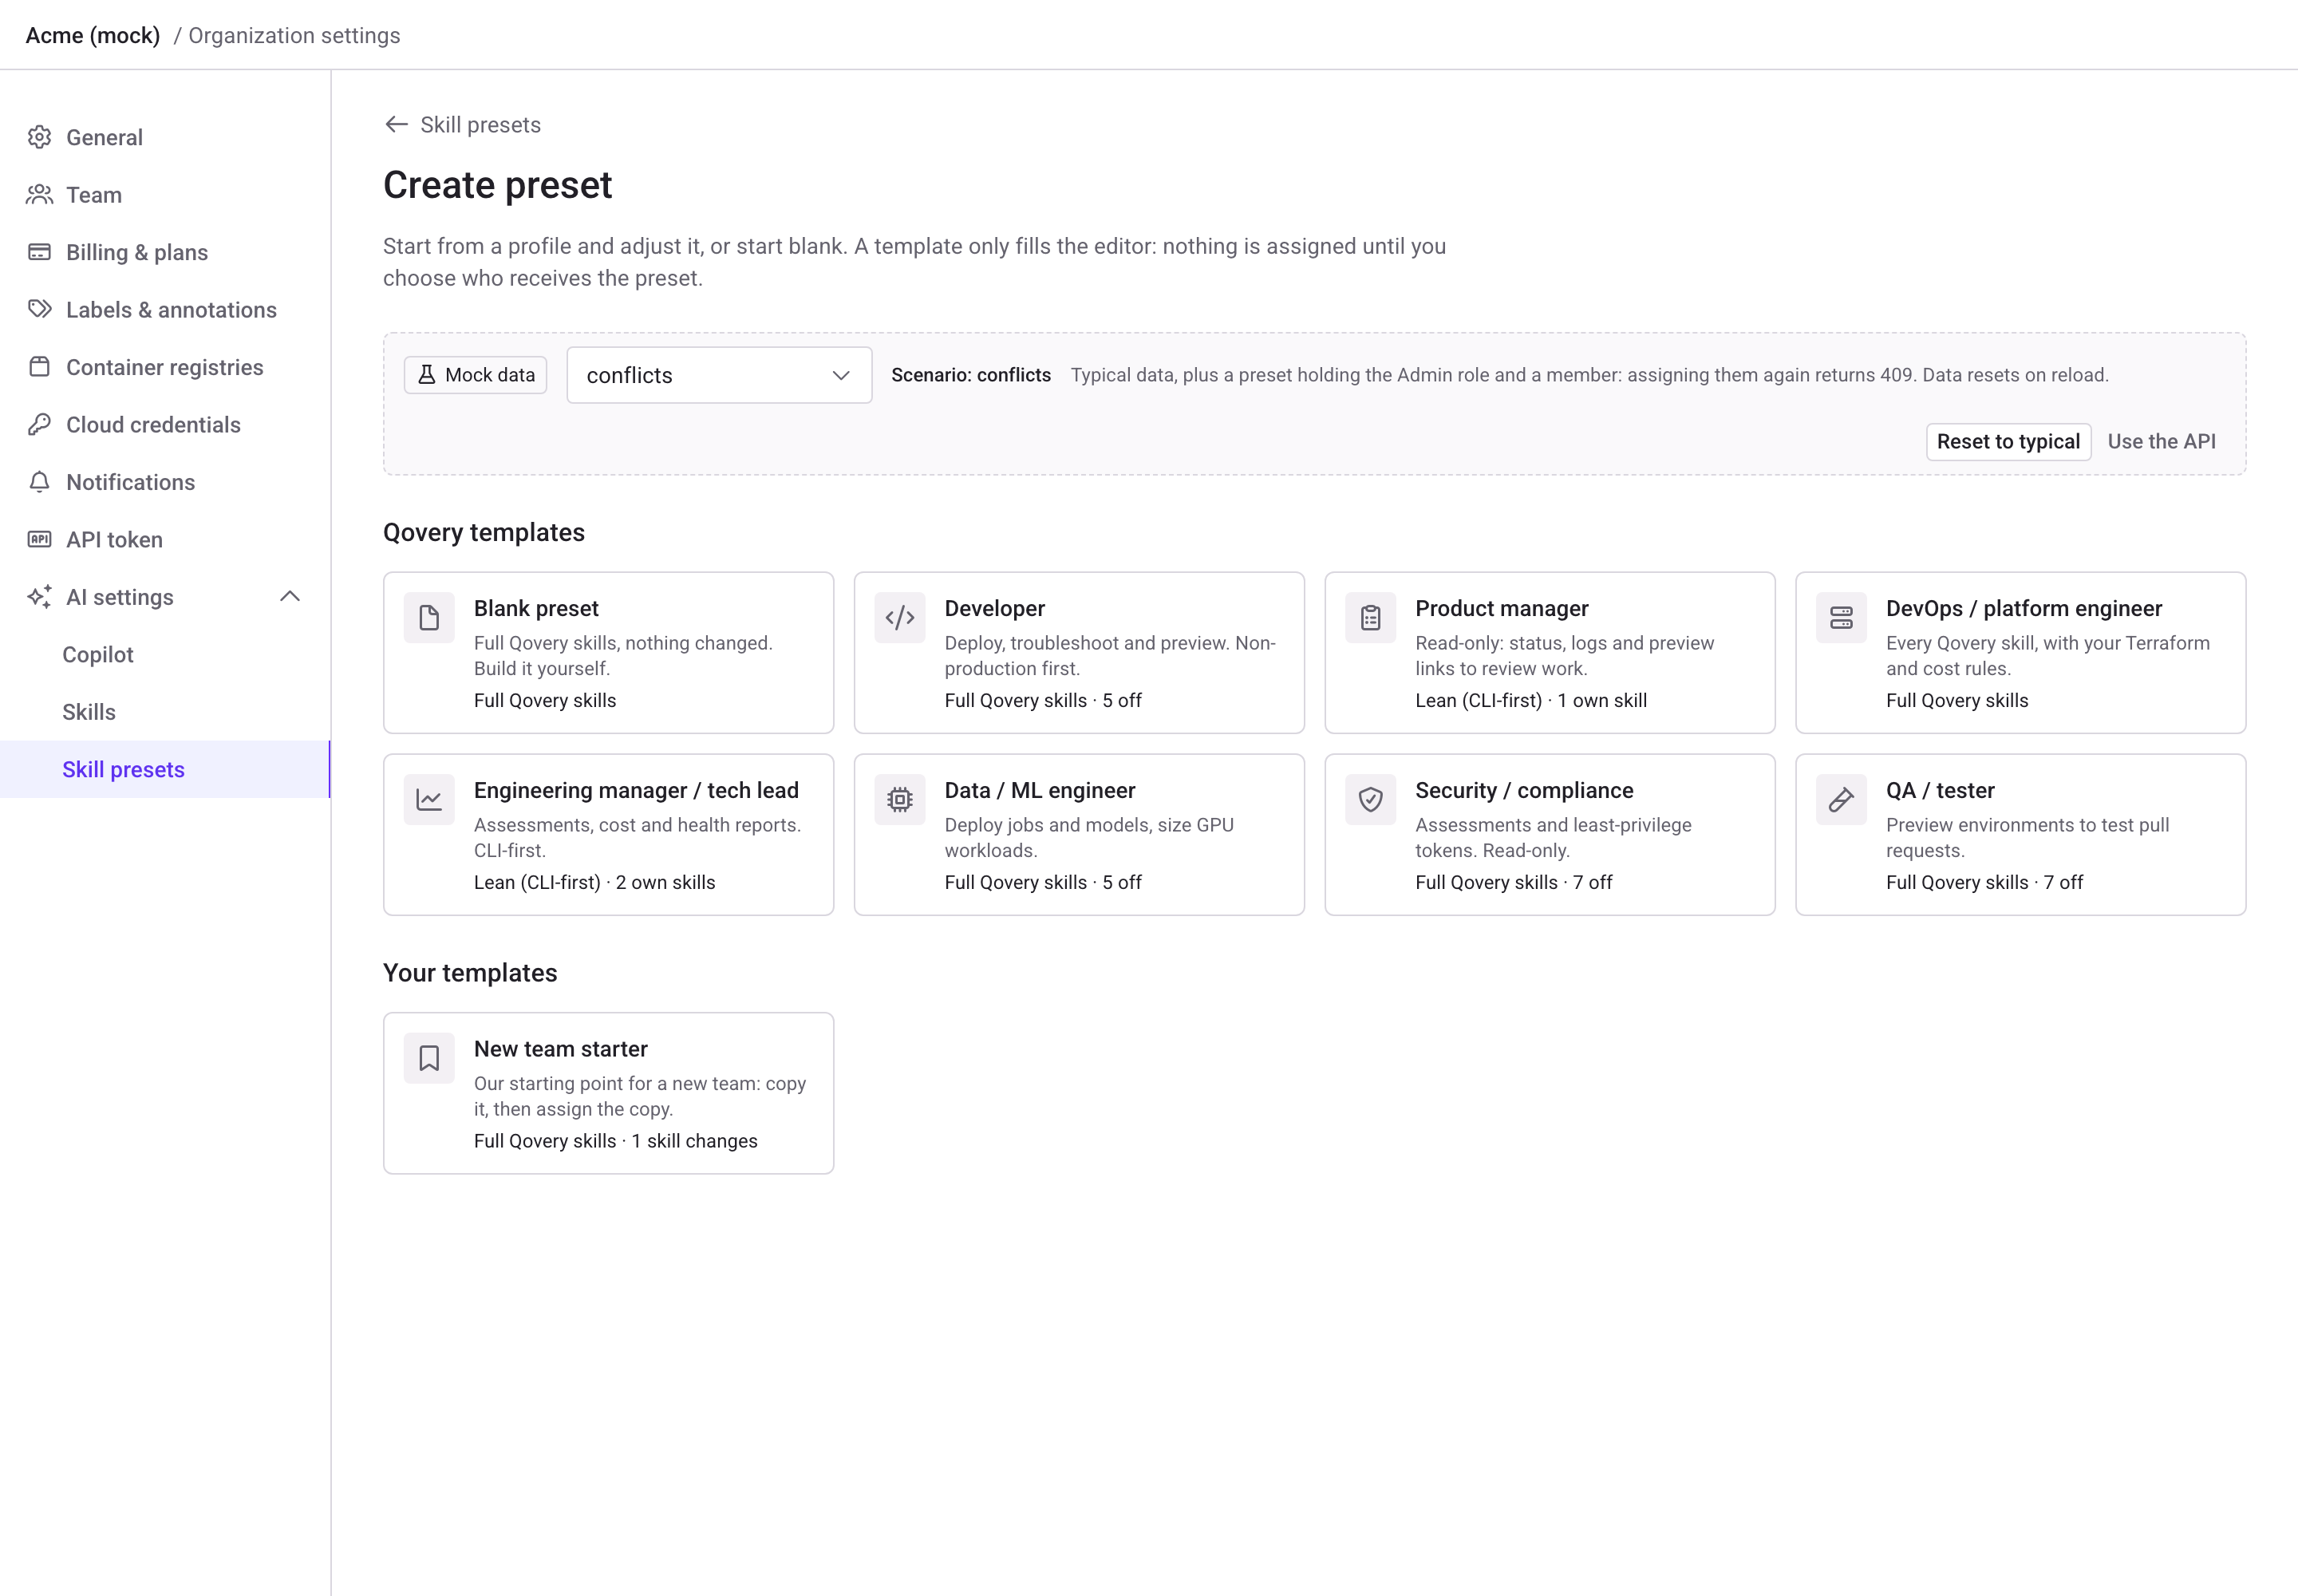 Acme (mock) / Organization settings
General
Team
Billing & plans
Labels & annotations
Container registries
Cloud credentials
Notifications
API token
AI settings
Copilot
Skills
Skill presets
Skill presets
Create preset
Start from a profile and adjust it, or start blank. A template only fills the editor: nothing is assigned until you
choose who receives the preset.
Mock data
conflicts
Scenario: conflicts Typical data, plus a preset holding the Admin role and a member: assigning them again returns 409. Data resets on reload.
Reset to typical
Use the API
Qovery templates
Blank preset
Full Qovery skills, nothing changed.
Build it yourself.
Full Qovery skills
Developer
Deploy, troubleshoot and preview. Non-
production first.
Full Qovery skills · 5 off
Product manager
Read-only: status, logs and preview
links to review work.
Lean (CLI-first) · 1 own skill
DevOps / platform engineer
Every Qovery skill, with your Terraform
and cost rules.
Full Qovery skills
Engineering manager / tech lead
Assessments, cost and health reports.
CLI-first.
Lean (CLI-first) · 2 own skills
Data / ML engineer
Deploy jobs and models, size GPU
workloads.
Full Qovery skills · 5 off
Security / compliance
Assessments and least-privilege
tokens. Read-only.
Full Qovery skills · 7 off
QA / tester
Preview environments to test pull
requests.
Full Qovery skills · 7 off
Your templates
New team starter
Our starting point for a new team: copy
it, then assign the copy.
Full Qovery skills · 1 skill changes